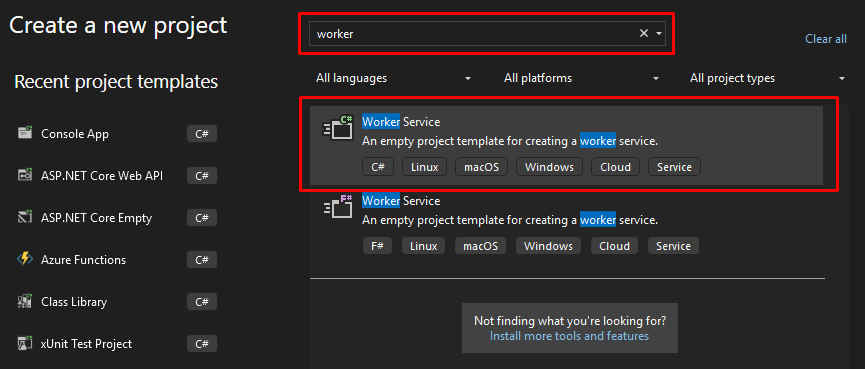 Create a new project
worker
Clear all
Recent project templates
All languages
All platforms
All project types
Console App C#
ASP.NET Core Web API C#
ASP.NET Core Empty C#
Azure Functions C#
Class Library C#
xUnit Test Project C#
C#
Worker Service
An empty project template for creating a worker service.
C# Linux macOS Windows Cloud Service
F#
Worker Service
An empty project template for creating a worker service.
F# Linux macOS Windows Cloud Service
Not finding what you're looking for?
Install more tools and features